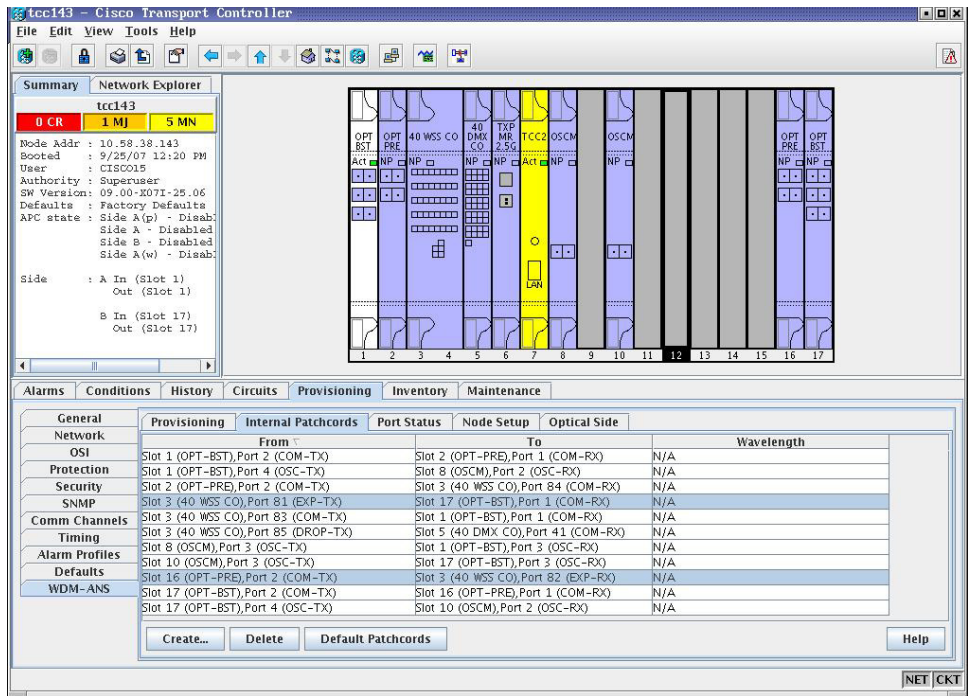 tcc143 - Cisco Transport Controller
File Edit View Tools Help
Summary Network Explorer
tcc143
0 CR 1 MJ 5 MN
Node Addr : 10.58.38.143
Booted : 9/25/07 12:20 PM
User : CISCO15
Authority : Superuser
SW Version: 09.00-X07I-25.06
Defaults : Factory Defaults
APC state : Side A(p) - Disabl
Side A - Disabled
Side B - Disabled
Side A(w) - Disabl
Side : A In (Slot 1)
Out (Slot 1)
B In (Slot 17)
Out (Slot 17)
OPT BST
Act
OPT PRE
NP
40 WSS CO
NP
40 DMX CO
NP
TXP MR 2.5G
NP
TCC2
Act
LAN
OSCM
NP
OSCM
NP
OPT PRE
NP
OPT BST
NP
1 2 3 4 5 6 7 8 9 10 11 12 13 14 15 16 17
Alarms Conditions History Circuits Provisioning Inventory Maintenance
General
Network
OSI
Protection
Security
SNMP
Comm Channels
Timing
Alarm Profiles
Defaults
WDM-ANS
Provisioning Internal Patchcords Port Status Node Setup Optical Side
From To Wavelength
Slot 1 (OPT-BST),Port 2 (COM-TX) Slot 2 (OPT-PRE),Port 1 (COM-RX) N/A
Slot 1 (OPT-BST),Port 4 (OSC-TX) Slot 8 (OSCM),Port 2 (OSC-RX) N/A
Slot 2 (OPT-PRE),Port 2 (COM-TX) Slot 3 (40 WSS CO),Port 84 (COM-RX) N/A
Slot 3 (40 WSS CO),Port 81 (EXP-TX) Slot 17 (OPT-BST),Port 1 (COM-RX) N/A
Slot 3 (40 WSS CO),Port 83 (COM-TX) Slot 1 (OPT-BST),Port 1 (COM-RX) N/A
Slot 3 (40 WSS CO),Port 85 (DROP-TX) Slot 5 (40 DMX CO),Port 41 (COM-RX) N/A
Slot 8 (OSCM),Port 3 (OSC-TX) Slot 1 (OPT-BST),Port 3 (OSC-RX) N/A
Slot 10 (OSCM),Port 3 (OSC-TX) Slot 17 (OPT-BST),Port 3 (OSC-RX) N/A
Slot 16 (OPT-PRE),Port 2 (COM-TX) Slot 3 (40 WSS CO),Port 82 (EXP-RX) N/A
Slot 17 (OPT-BST),Port 2 (COM-TX) Slot 16 (OPT-PRE),Port 1 (COM-RX) N/A
Slot 17 (OPT-BST),Port 4 (OSC-TX) Slot 10 (OSCM),Port 2 (OSC-RX) N/A
Create... Delete Default Patchcords Help
NET CKT